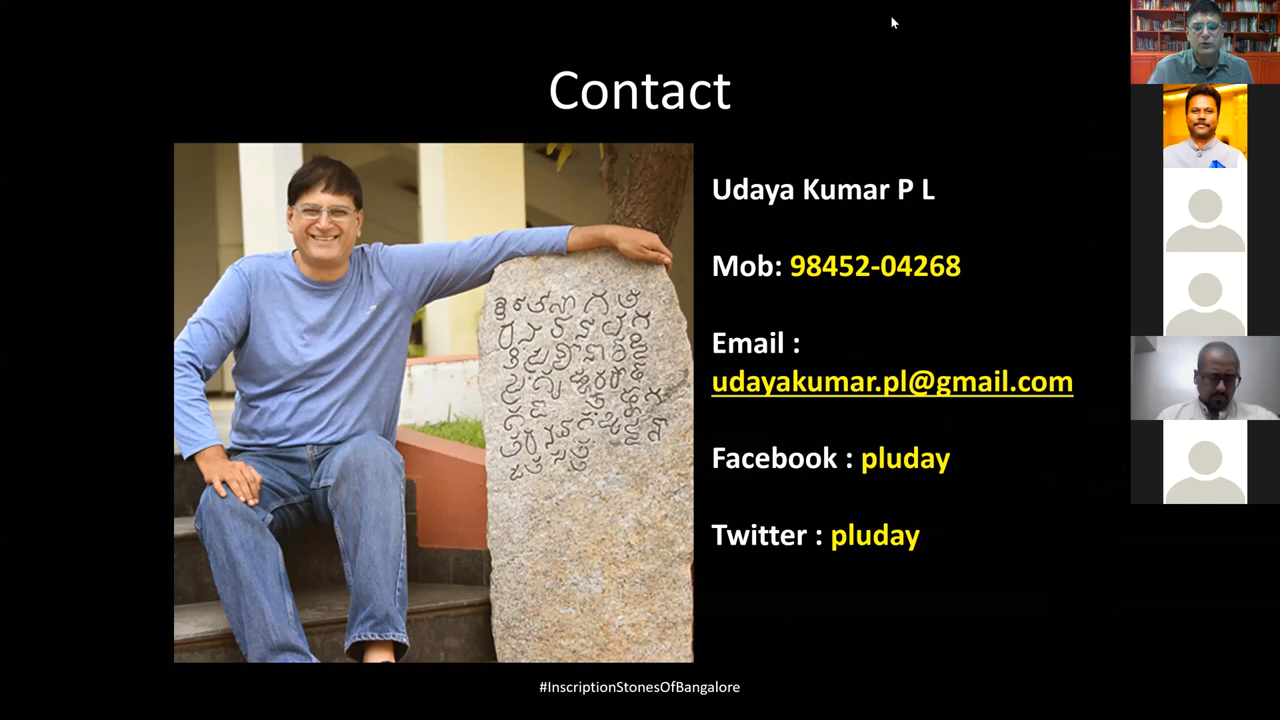 Contact
Udaya Kumar P L
Mob: 98452-04268
Email :
udayakumar.pl@gmail.com
Facebook : pluday
Twitter : pluday
#InscriptionStonesOfBangalore